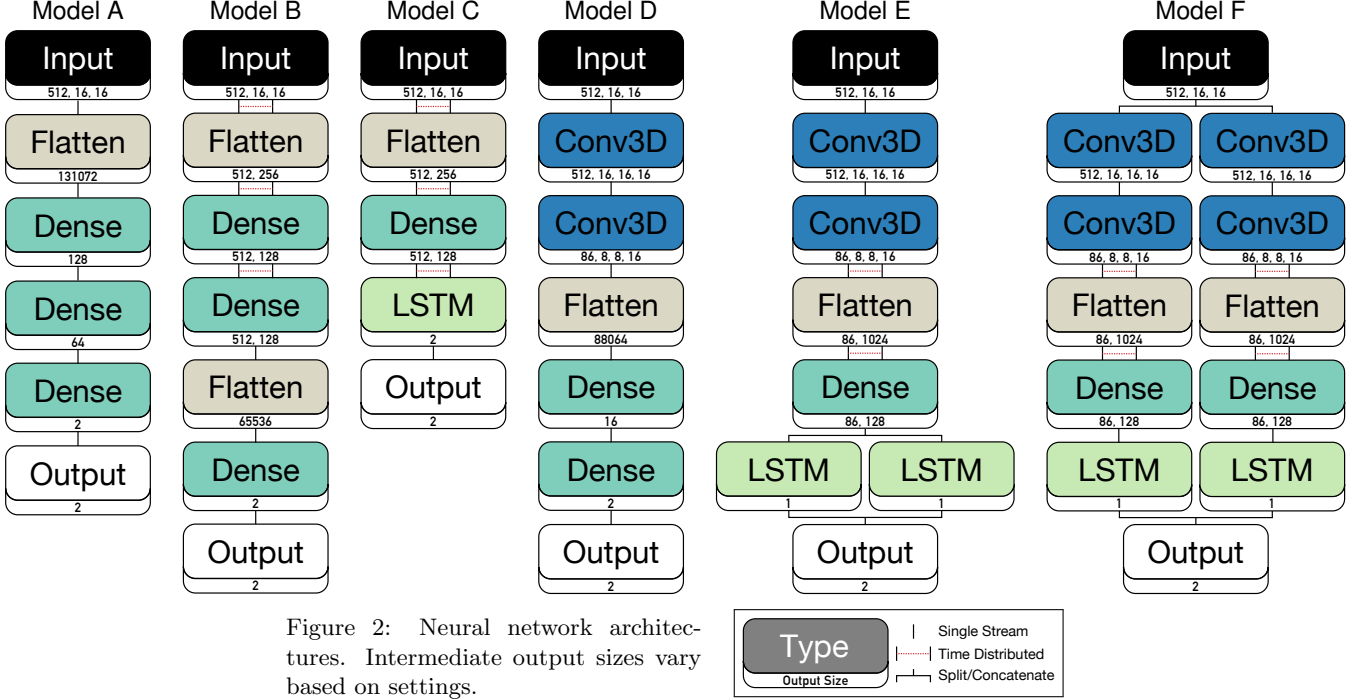 Model A
Input
512, 16, 16
Flatten
131072
Dense
128
Dense
64
Dense
2
Output
2
Model B
Input
512, 16, 16
Flatten
512, 256
Dense
512, 128
Dense
512, 128
Flatten
65536
Dense
2
Output
2
Model C
Input
512, 16, 16
Flatten
512, 256
Dense
512, 128
LSTM
2
Output
2
Model D
Input
512, 16, 16
Conv3D
512, 16, 16, 16
Conv3D
86, 8, 8, 16
Flatten
88064
Dense
16
Dense
2
Output
2
Model E
Input
512, 16, 16
Conv3D
512, 16, 16, 16
Conv3D
86, 8, 8, 16
Flatten
86, 1024
Dense
86, 128
LSTM LSTM
1 1
Output
2
Model F
Input
512, 16, 16
Conv3D Conv3D
512, 16, 16, 16 512, 16, 16, 16
Conv3D Conv3D
86, 8, 8, 16 86, 8, 8, 16
Flatten Flatten
86, 1024 86, 1024
Dense Dense
86, 128 86, 128
LSTM LSTM
1 1
Output
2
Figure 2: Neural network architec-
tures. Intermediate output sizes vary
based on settings.
Type
Output Size
Single Stream
Time Distributed
Split/Concatenate